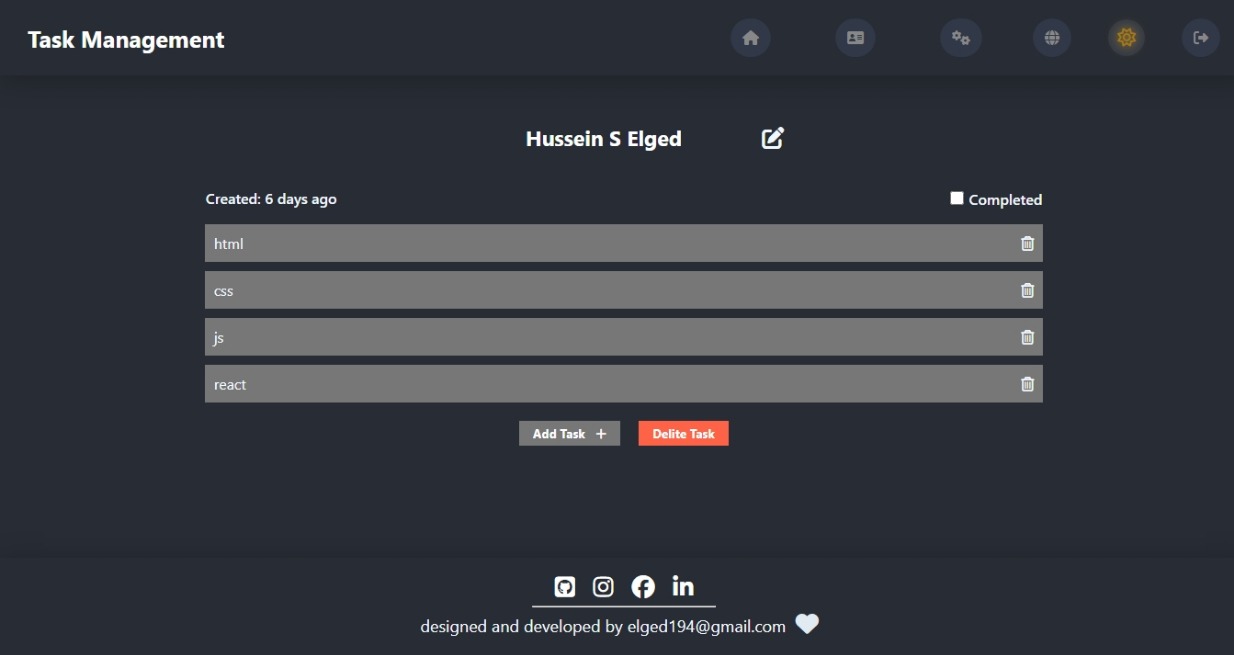 Task Management
Hussein S Elged
Created: 6 days ago
Completed
html
css
js
react
Add Task +
Delite Task
designed and developed by elged194@gmail.com